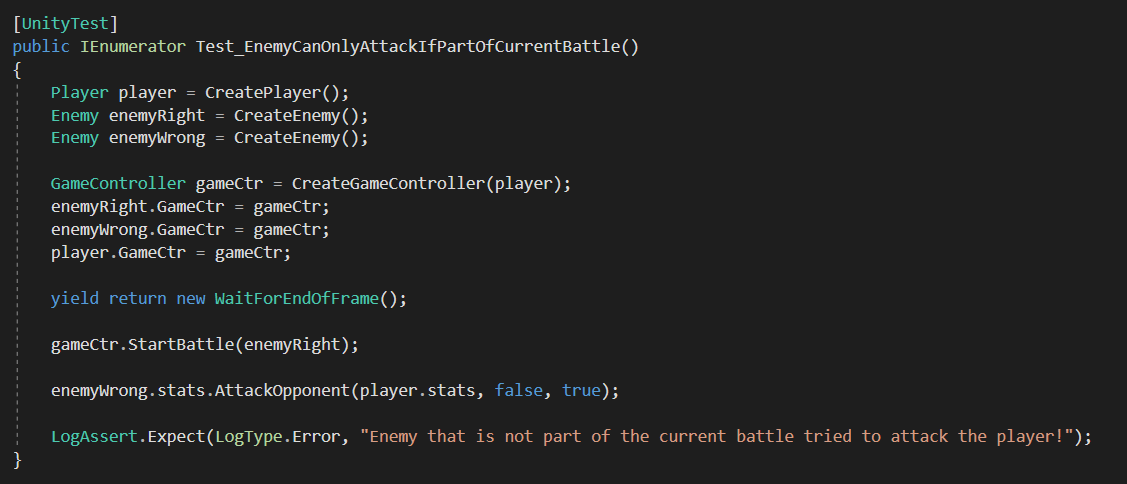 [UnityTest]
public IEnumerator Test_EnemyCanOnlyAttackIfPartOfCurrentBattle()
{
Player player = CreatePlayer();
Enemy enemyRight = CreateEnemy();
Enemy enemyWrong = CreateEnemy();
GameController gameCtr = CreateGameController(player);
enemyRight.GameCtr = gameCtr;
enemyWrong.GameCtr = gameCtr;
player.GameCtr = gameCtr;
yield return new WaitForEndOfFrame();
gameCtr.StartBattle(enemyRight);
enemyWrong.stats.AttackOpponent(player.stats, false, true);
LogAssert.Expect(LogType.Error, "Enemy that is not part of the current battle tried to attack the player!");
}